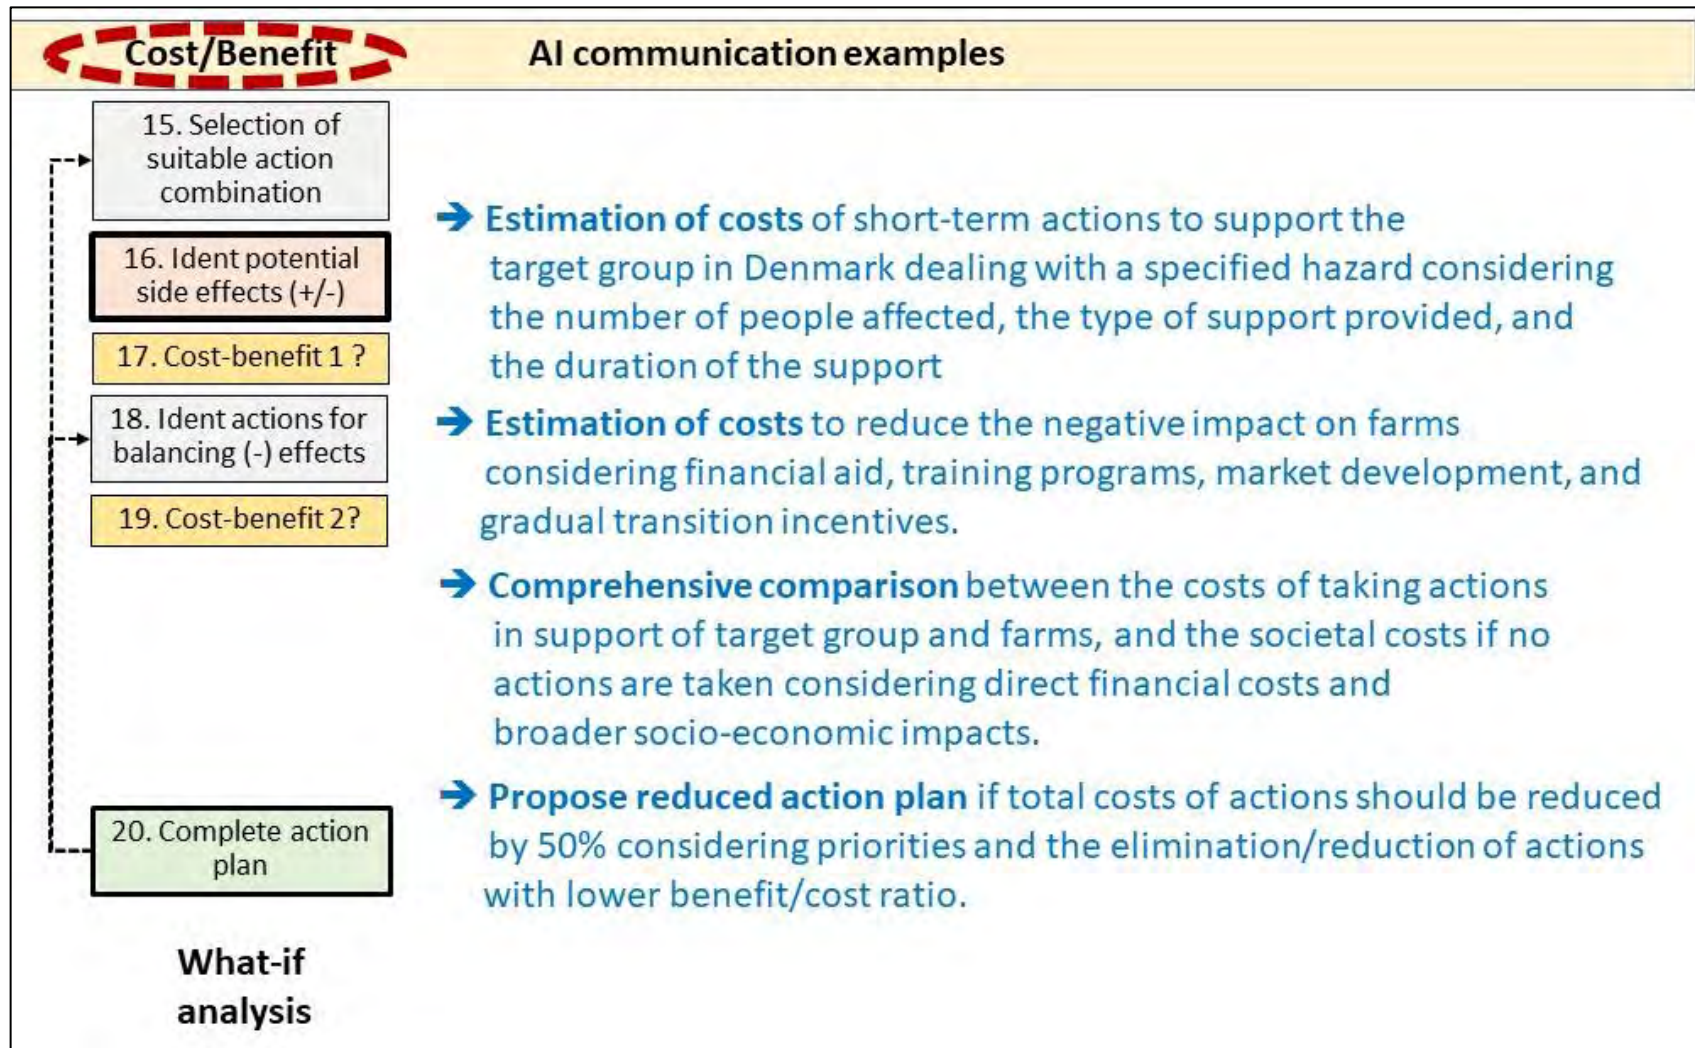 Cost/Benefit
AI communication examples
15. Selection of
suitable action
combination
16. Ident potential
side effects (+/-)
17. Cost-benefit 1 ?
18. Ident actions for
balancing (-) effects
19. Cost-benefit 2?
20. Complete action
plan
What-if
analysis
➔ Estimation of costs of short-term actions to support the
target group in Denmark dealing with a specified hazard considering
the number of people affected, the type of support provided, and
the duration of the support
➔ Estimation of costs to reduce the negative impact on farms
considering financial aid, training programs, market development, and
gradual transition incentives.
➔ Comprehensive comparison between the costs of taking actions
in support of target group and farms, and the societal costs if no
actions are taken considering direct financial costs and
broader socio-economic impacts.
➔ Propose reduced action plan if total costs of actions should be reduced
by 50% considering priorities and the elimination/reduction of actions
with lower benefit/cost ratio.